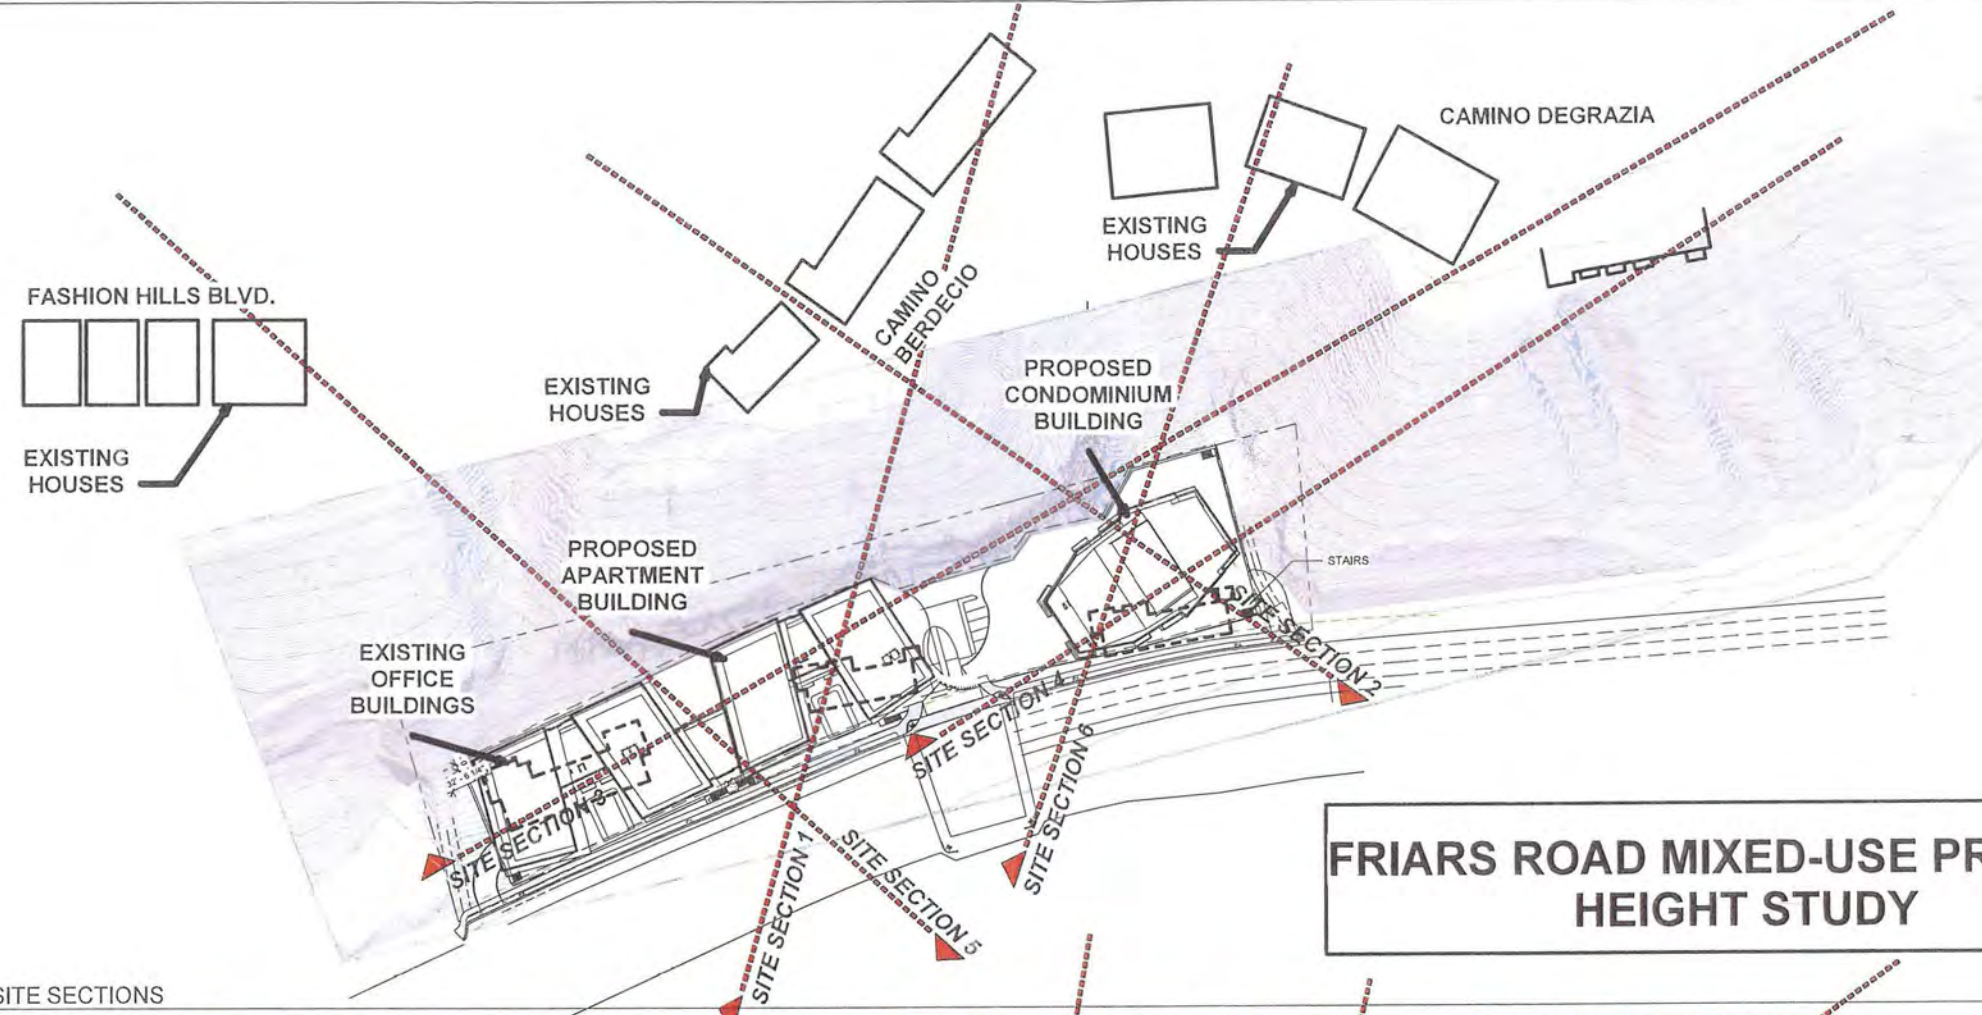 CAMINO DEGRAZIA
EXISTING
HOUSES
FASHION HILLS BLVD.
CAMINO
BERDECIO
EXISTING
HOUSES
PROPOSED
CONDOMINIUM
BUILDING
EXISTING
HOUSES
PROPOSED
APARTMENT
BUILDING
STAIRS
EXISTING
OFFICE
BUILDINGS
SITE SECTION 2
SITE SECTION 4
SITE SECTION 6
SITE SECTION 3
SITE SECTION 1
SITE SECTION 5
FRIARS ROAD MIXED-USE PR
HEIGHT STUDY
SITE SECTIONS